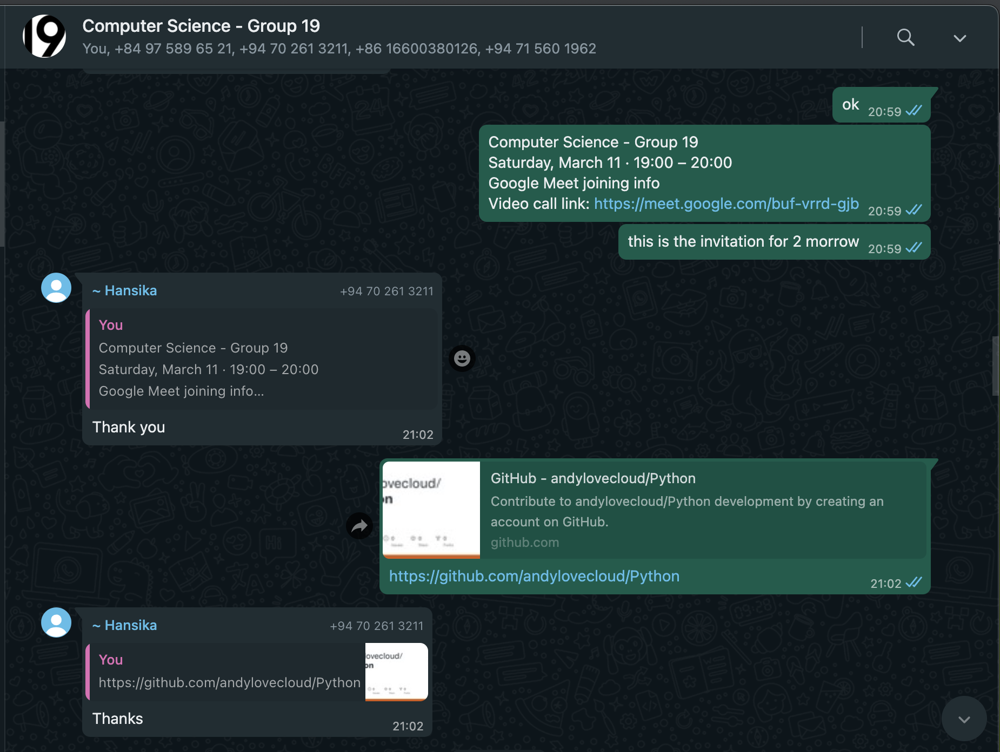 19
Computer Science - Group 19
You, +84 97 589 65 21, +94 70 261 3211, +86 16600380126, +94 71 560 1962
ok 20:59
Computer Science - Group 19
Saturday, March 11 · 19:00 – 20:00
Google Meet joining info
Video call link: https://meet.google.com/buf-vrrd-gjb 20:59
this is the invitation for 2 morrow 20:59
~ Hansika +94 70 261 3211
You
Computer Science - Group 19
Saturday, March 11 · 19:00 – 20:00
Google Meet joining info...
Thank you
21:02
ovecloud/
on
GitHub - andylovecloud/Python
Contribute to andylovecloud/Python development by creating an
account on GitHub.
github.com
https://github.com/andylovecloud/Python
21:02
~ Hansika +94 70 261 3211
You
https://github.com/andylovecloud/Python
lovecloud/
on
Thanks
21:02